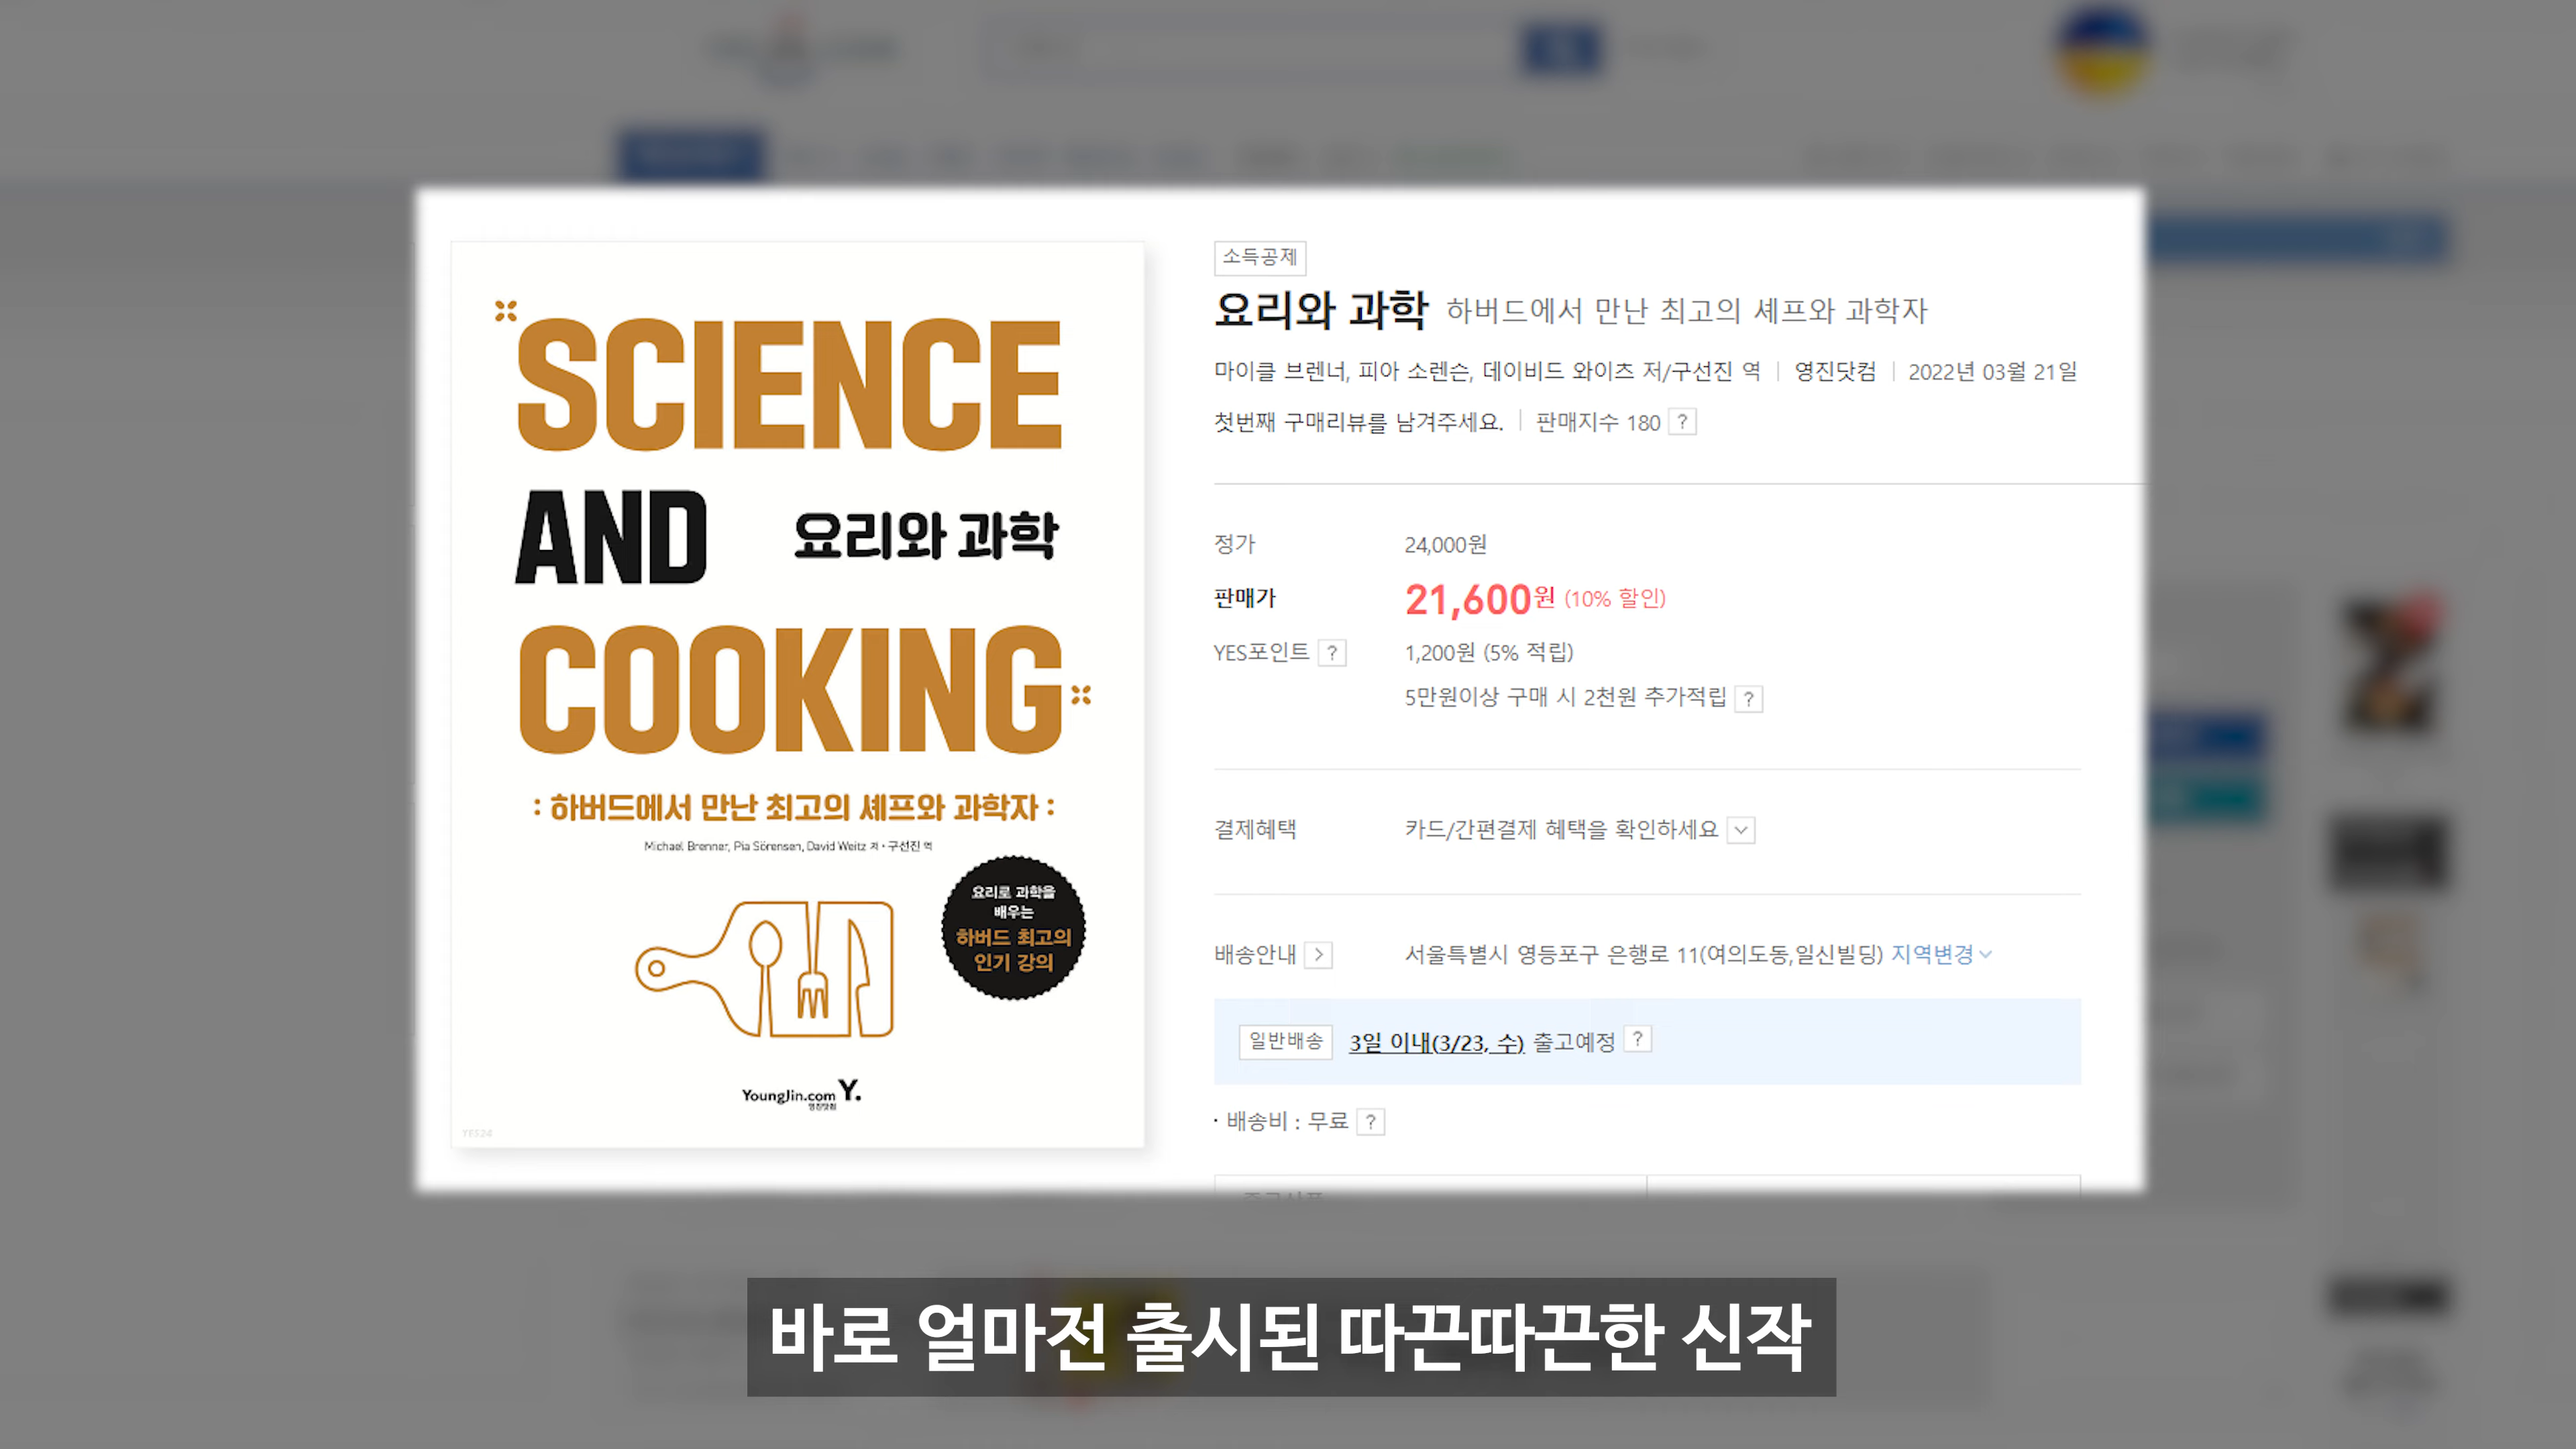 SCIENCE
AND 요리와 과학
COOKING
: 하버드에서 만난 최고의 셰프와 과학자 :
Michael Brenner, Pia Sörensen, David Weitz 저 • 구선진 역
요리로 과학을
배우는
하버드 최고의
인기 강의
YoungJin.com Y.
영진닷컴
YES24
소득공제
요리와 과학 하버드에서 만난 최고의 셰프와 과학자
마이클 브렌너, 피아 소렌슨, 데이비드 와이츠 저/구선진 역 | 영진닷컴 | 2022년 03월 21일
첫번째 구매리뷰를 남겨주세요. | 판매지수 180 ?
정가 24,000원
판매가 21,600원 (10% 할인)
YES포인트 ? 1,200원 (5% 적립)
5만원이상 구매 시 2천원 추가적립 ?
결제혜택 카드/간편결제 혜택을 확인하세요
배송안내 서울특별시 영등포구 은행로 11(여의도동,일신빌딩) 지역변경
일반배송 3일 이내(3/23, 수) 출고예정 ?
· 배송비 : 무료 ?
바로 얼마전 출시된 따끈따끈한 신작